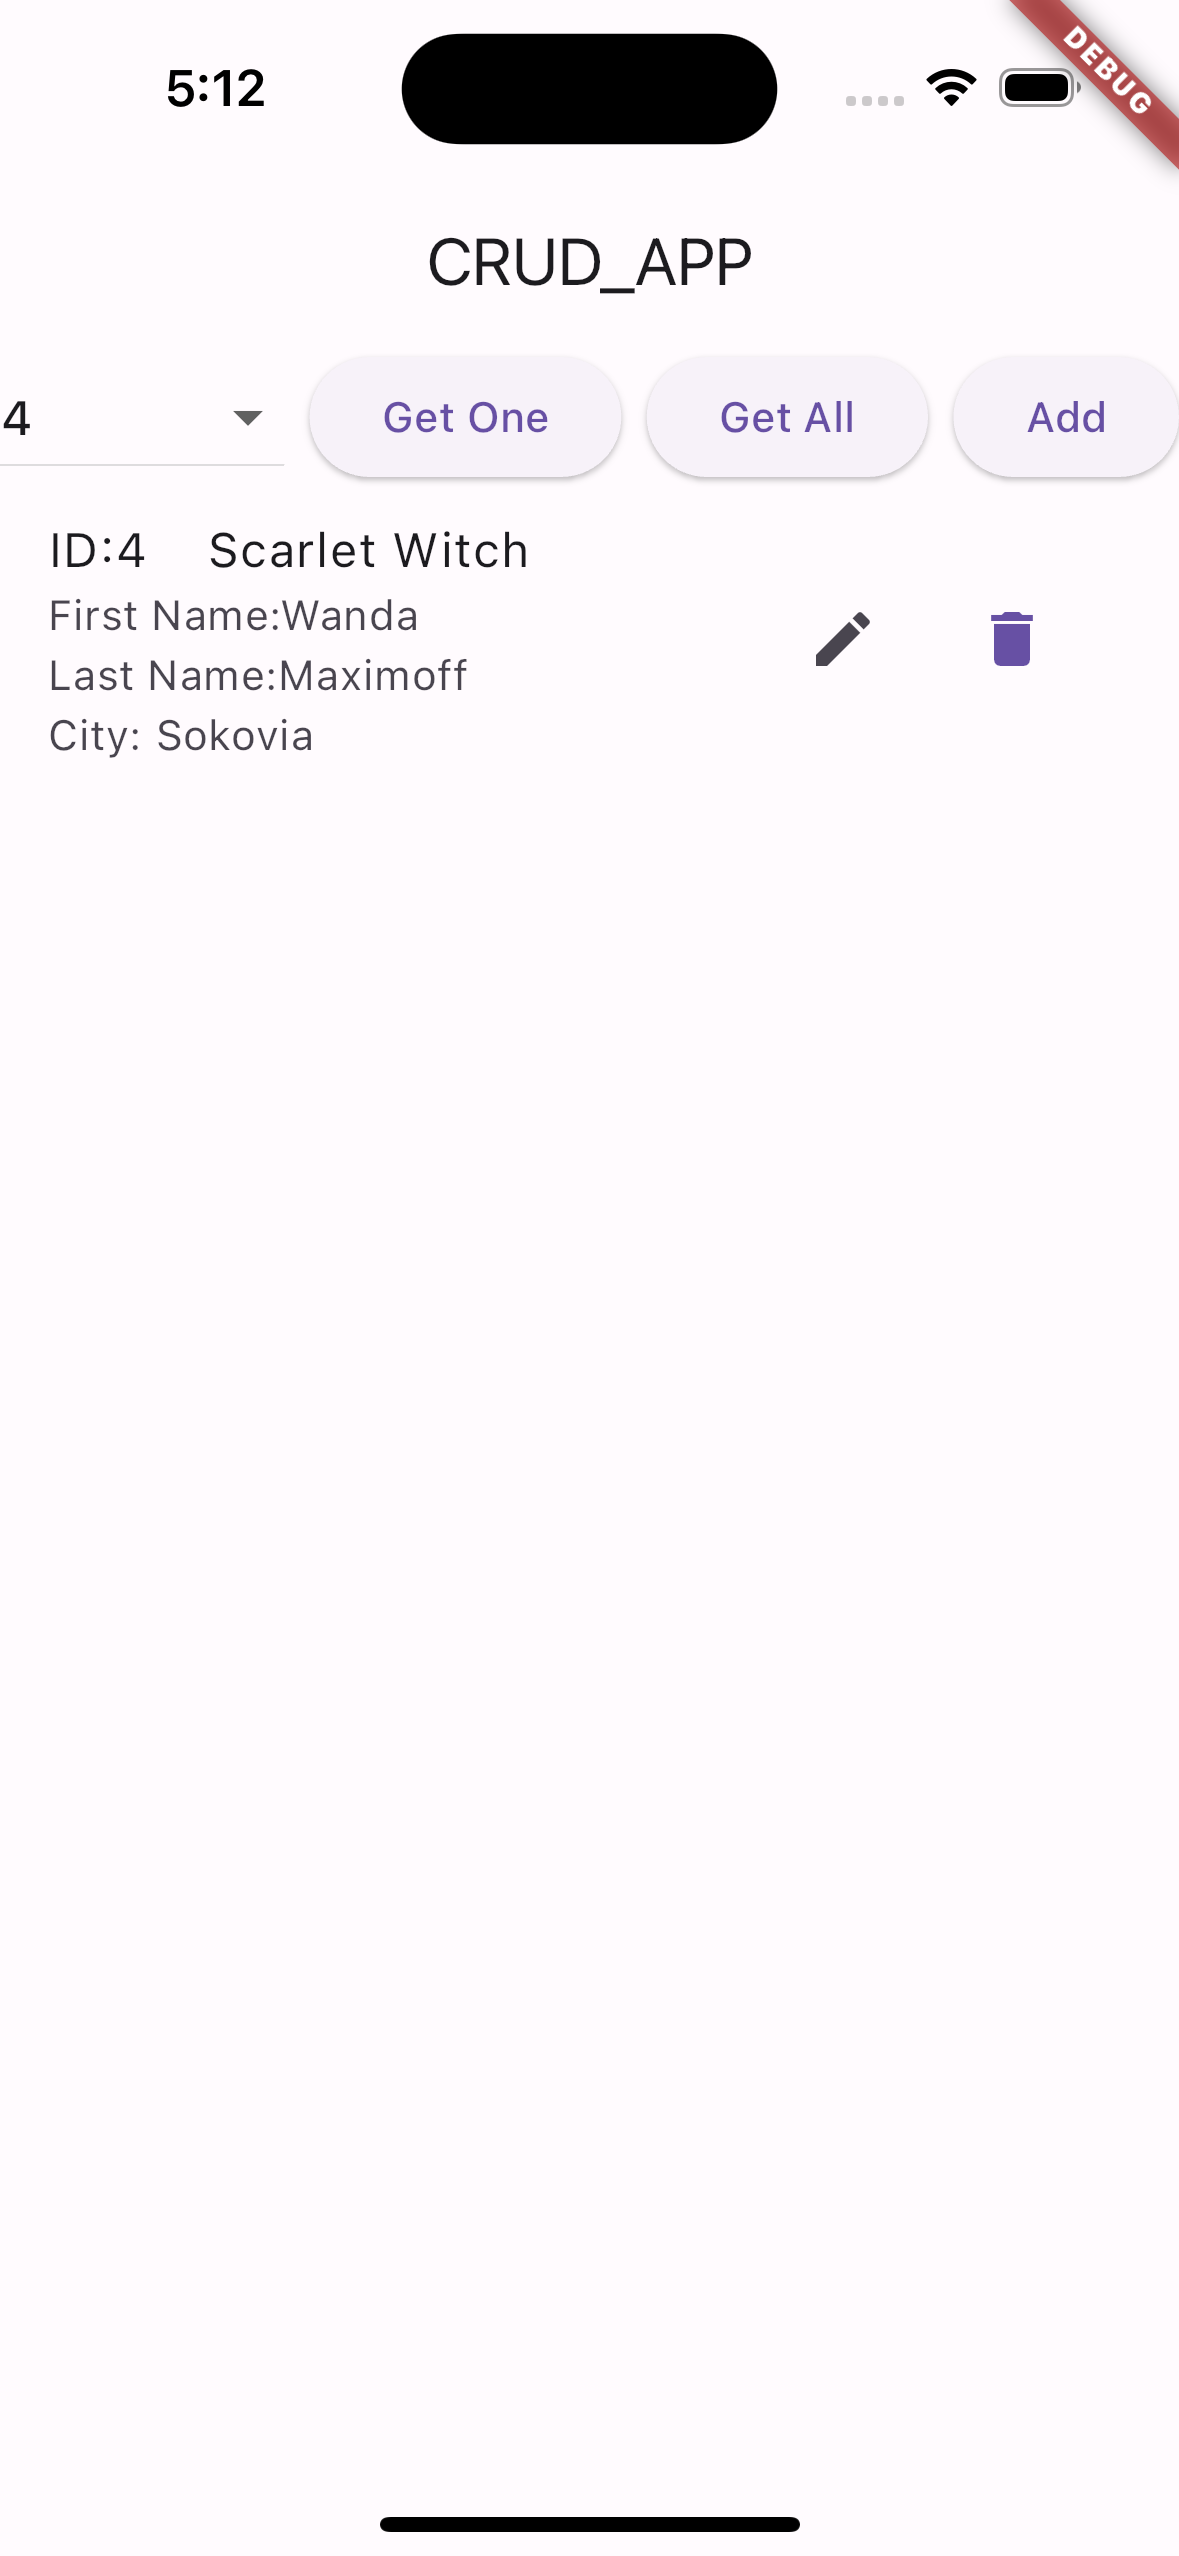 5:12
DEBUG
CRUD_APP
4 Get One Get All Add
ID:4 Scarlet Witch
First Name:Wanda
Last Name:Maximoff
City: Sokovia